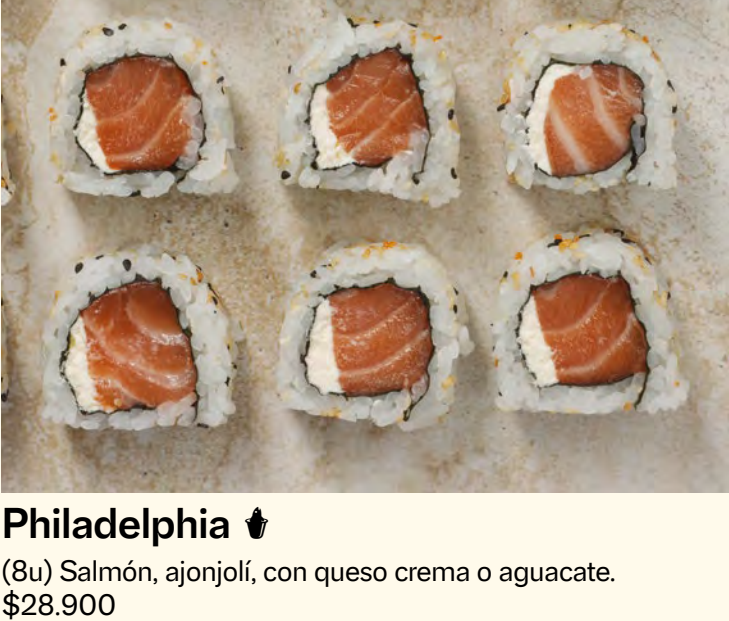 Philadelphia
(8u) Salmón, ajonjolí, con queso crema o aguacate.
$28.900